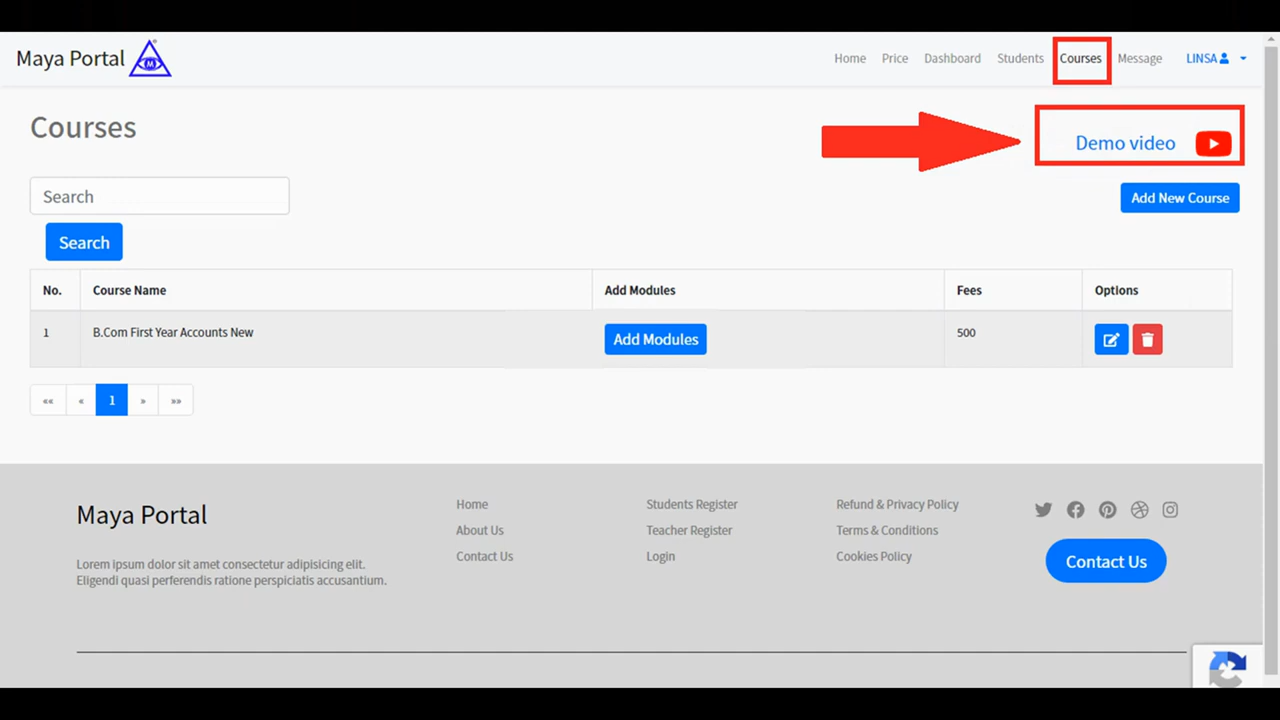 Maya Portal
Home Price Dashboard Students Courses Message LINSA
Courses
Demo video
Search
Add New Course
Search
No. Course Name Add Modules Fees Options
1 B.Com First Year Accounts New Add Modules 500
«« « 1 » »»
Maya Portal
Lorem ipsum dolor sit amet consectetur adipisicing elit.
Eligendi quasi perferendis ratione perspiciatis accusantium.
Home
About Us
Contact Us
Students Register
Teacher Register
Login
Refund & Privacy Policy
Terms & Conditions
Cookies Policy
Contact Us